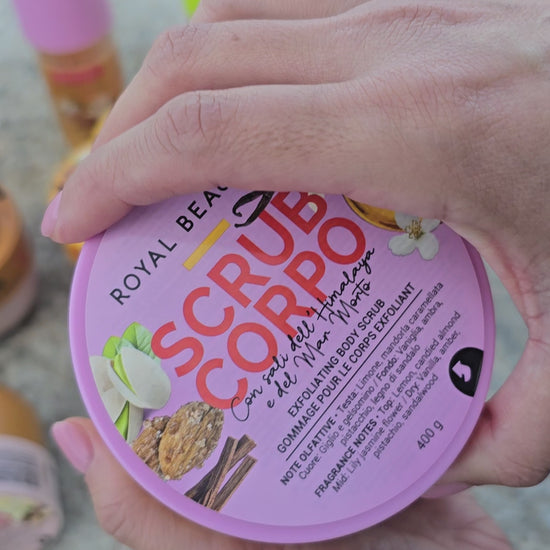 ROYAL
SCRUB
CORPO
Con sali dell'Himalaya
e del Mar Morto
EXFOLIATING BODY SCRUB
GOMMAGE POUR LE CORPS EXFOLIANT
NOTE OLFATTIVE - Testa: Limone, mandorla caramellata
Cuore: Giglio e gelsomino / Fondo: Vaniglia, ambra,
pistacchio, legno di sandalo
FRAGRANCE NOTES - Top: Lemon, candied almond
Mid: Lily jasmine flower / Dry: Vanilla, amber,
pistachio, sandalwood
400 g